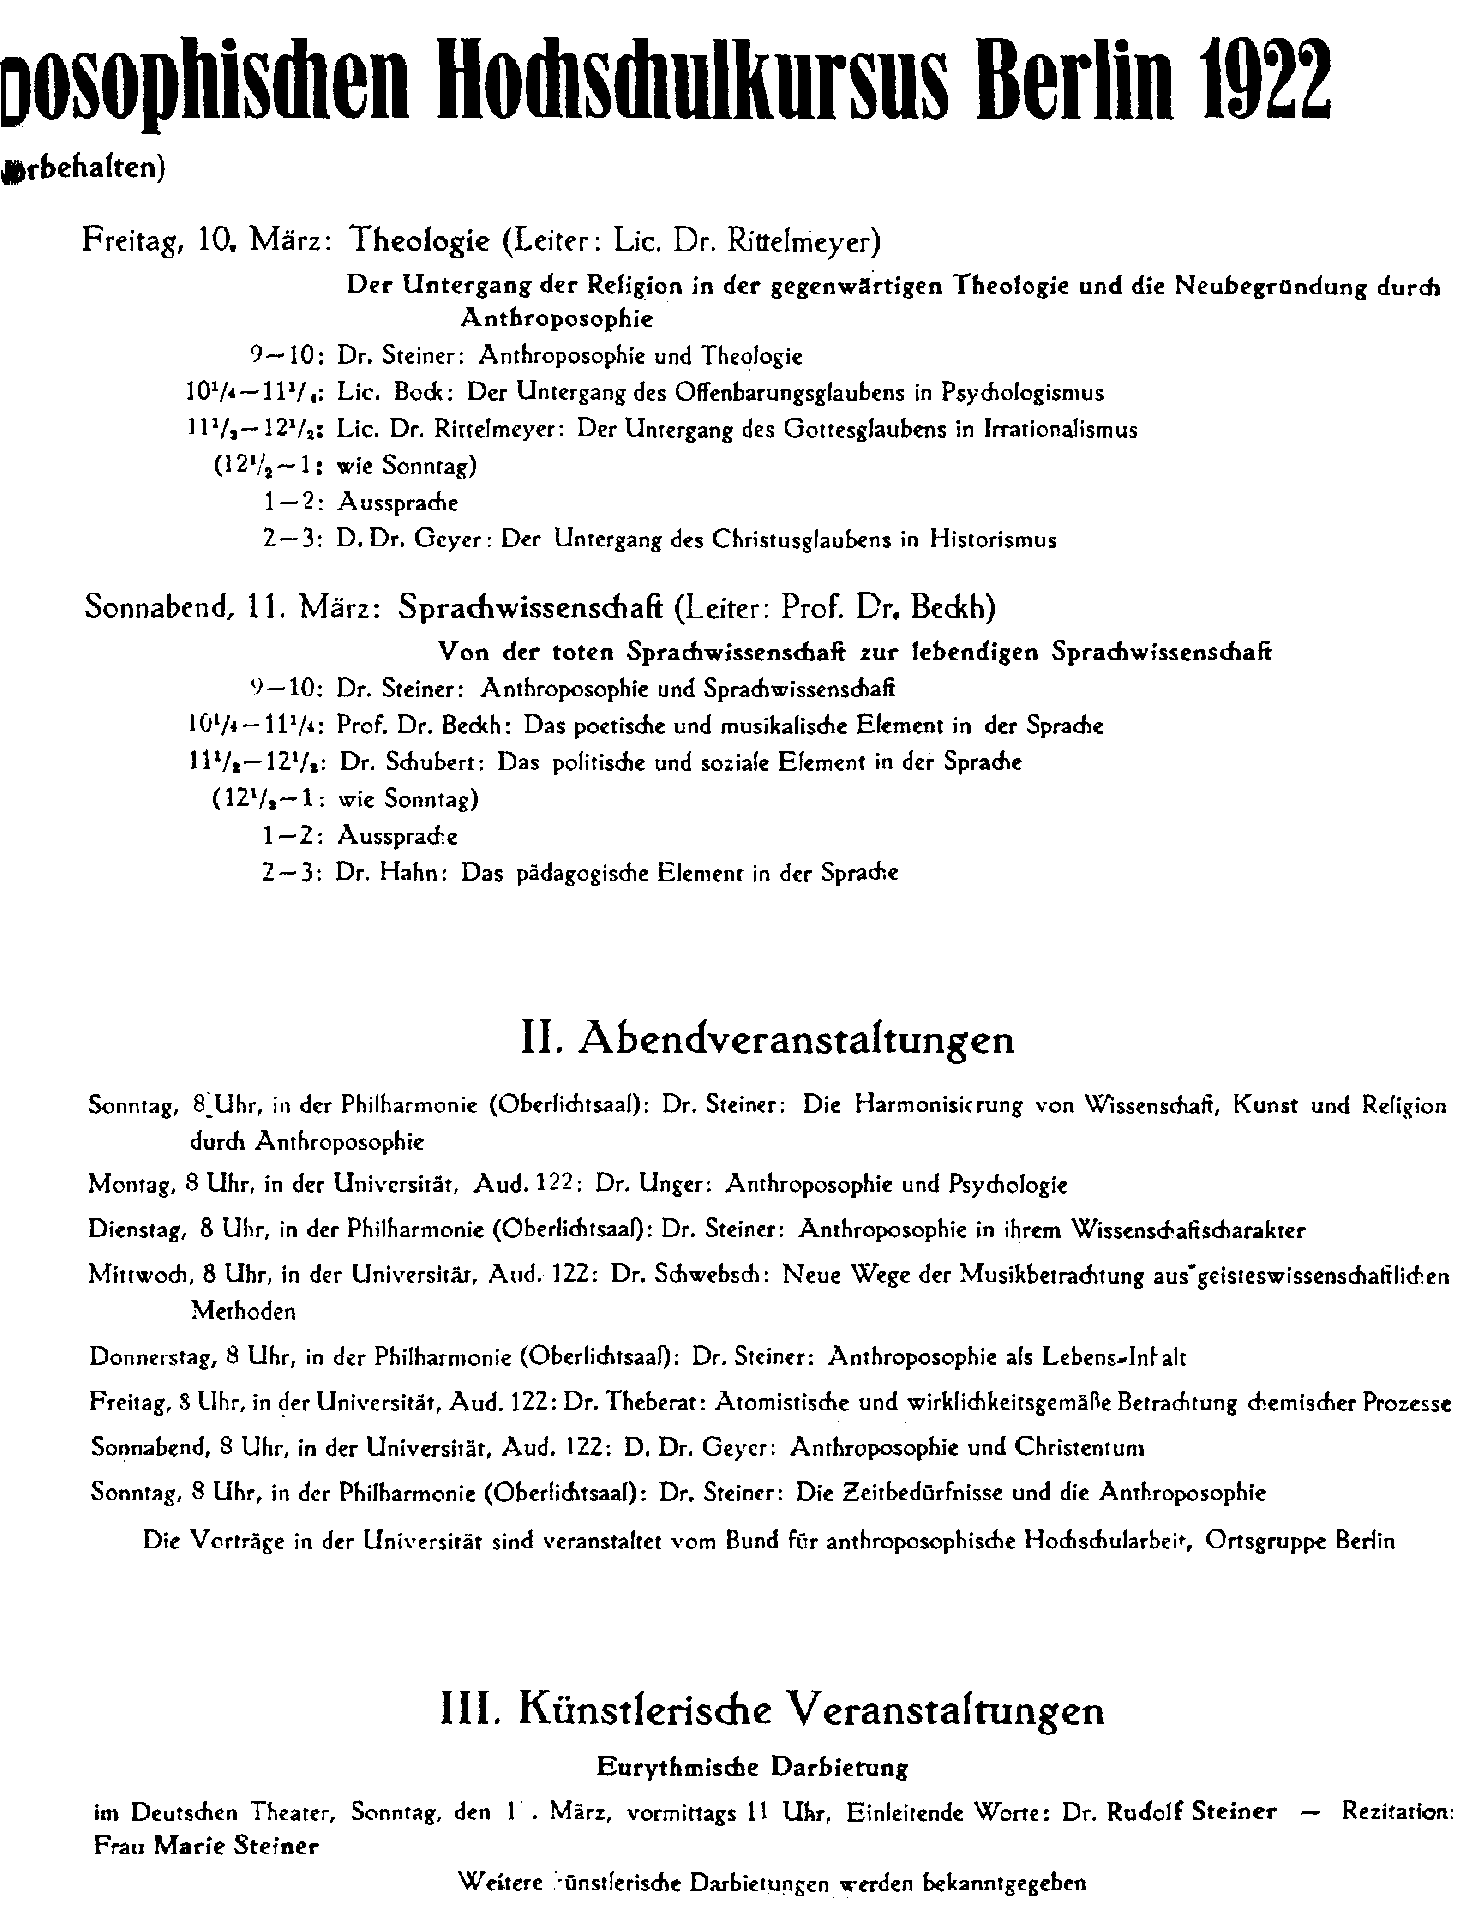 posophischen Hochschulkursus Berlin 1922
rbehalten)
Freitag, 10. März: Theologie (Leiter: Lic. Dr. Rittelmeyer)
Der Untergang der Religion in der gegenwärtigen Theologie und die Neubegründung durch
Anthroposophie
9—10: Dr. Steiner: Anthroposophie und Theologie
10¹/₄—11¹/₄: Lic. Bock: Der Untergang des Offenbarungsglaubens in Psychologismus
11¹/₂—12¹/₂: Lic. Dr. Rittelmeyer: Der Untergang des Gottesglaubens in Irrationalismus
(12¹/₂—1: wie Sonntag)
1—2: Aussprache
2—3: D. Dr. Geyer: Der Untergang des Christusglaubens in Historismus
Sonnabend, 11. März: Sprachwissenschaft (Leiter: Prof. Dr. Beckh)
Von der toten Sprachwissenschaft zur lebendigen Sprachwissenschaft
9—10: Dr. Steiner: Anthroposophie und Sprachwissenschaft
10¹/₄—11¹/₄: Prof. Dr. Beckh: Das poetische und musikalische Element in der Sprache
11¹/₂—12¹/₂: Dr. Schubert: Das politische und soziale Element in der Sprache
(12¹/₂—1: wie Sonntag)
1—2: Aussprache
2—3: Dr. Hahn: Das pädagogische Element in der Sprache
II. Abendveranstaltungen
Sonntag, 8 Uhr, in der Philharmonie (Oberlichtsaal): Dr. Steiner: Die Harmonisierung von Wissenschaft, Kunst und Religion
durch Anthroposophie
Montag, 8 Uhr, in der Universität, Aud. 122: Dr. Unger: Anthroposophie und Psychologie
Dienstag, 8 Uhr, in der Philharmonie (Oberlichtsaal): Dr. Steiner: Anthroposophie in ihrem Wissenschaftscharakter
Mittwoch, 8 Uhr, in der Universität, Aud. 122: Dr. Schwebsch: Neue Wege der Musikbetrachtung aus geisteswissenschaftlichen
Methoden
Donnerstag, 8 Uhr, in der Philharmonie (Oberlichtsaal): Dr. Steiner: Anthroposophie als Lebens-Inhalt
Freitag, 8 Uhr, in der Universität, Aud. 122: Dr. Theberat: Atomistische und wirklichkeitsgemäße Betrachtung chemischer Prozesse
Sonnabend, 8 Uhr, in der Universität, Aud. 122: D. Dr. Geyer: Anthroposophie und Christentum
Sonntag, 8 Uhr, in der Philharmonie (Oberlichtsaal): Dr. Steiner: Die Zeitbedürfnisse und die Anthroposophie
Die Vorträge in der Universität sind veranstaltet vom Bund für anthroposophische Hochschularbeit, Ortsgruppe Berlin
III. Künstlerische Veranstaltungen
Eurythmische Darbietung
im Deutschen Theater, Sonntag, den März, vormittags 11 Uhr, Einleitende Worte: Dr. Rudolf Steiner — Rezitation:
Frau Marie Steiner
Weitere künstlerische Darbietungen werden bekanntgegeben